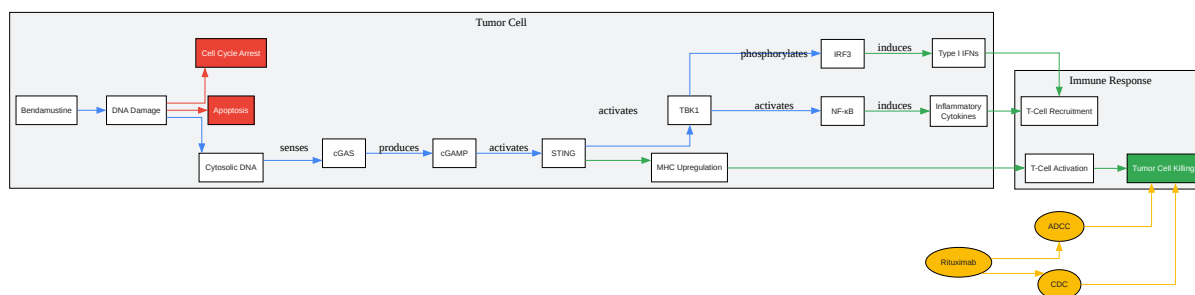 Tumor Cell
Cell Cycle Arrest
phosphorylates
IRF3
induces
Type I IFNs
Immune Response
Bendamustine
DNA Damage
Apoptosis
activates
TBK1
activates
NF-κB
induces
Inflammatory
Cytokines
T-Cell Recruitment
Cytosolic DNA
senses
cGAS
produces
cGAMP
activates
STING
MHC Upregulation
T-Cell Activation
Tumor Cell Killing
ADCC
Rituximab
CDC